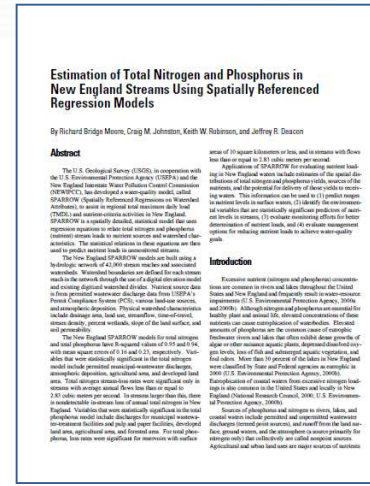 Estimation of Total Nitrogen and Phosphorus in
New England Streams Using Spatially Referenced
Regression Models
By Richard Bridge Moore, Craig M. Johnston, Keith W. Robinson, and Jeffrey R. Deacon
Abstract
The U.S. Geological Survey (USGS), in cooperation with
the U.S. Environmental Protection Agency (USEPA) and the
New England Interstate Water Pollution Control Commission
(NEIWPCC), has developed a water-quality model, called
SPARROW (Spatially Referenced Regressions on Watershed
Attributes), to assist in regional total maximum daily load
(TMDL) and nutrient-criteria activities in New England.
SPARROW is a spatially detailed, statistical model that uses
regression equations to relate total nitrogen and phosphorus
(nutrient) stream loads to nutrient sources and watershed char-
acteristics. The statistical relations in these equations are then
used to predict nutrient loads in unmonitored streams.
The New England SPARROW models are built using a
hydrologic network of 42,000 stream reaches and associated
watersheds. Watershed boundaries are defined for each stream
reach in the network through the use of a digital elevation model
and existing digitized watershed divides. Nutrient source data
is from permitted wastewater discharge data from USEPA's
Permit Compliance System (PCS), various land-use sources,
and atmospheric deposition. Physical watershed characteristics
include drainage area, land use, streamflow, time-of-travel,
stream density, percent wetlands, slope of the land surface, and
soil permeability.
The New England SPARROW models for total nitrogen
and total phosphorus have R-squared values of 0.95 and 0.94,
with mean square errors of 0.16 and 0.23, respectively. Vari-
ables that were statistically significant in the total nitrogen
model include permitted municipal-wastewater discharges,
atmospheric deposition, agricultural area, and developed land
area. Total nitrogen stream-loss rates were significant only in
streams with average annual flows less than or equal to
2.83 cubic meters per second. In streams larger than this, there
is nondetectable in-stream loss of annual total nitrogen in New
England. Variables that were statistically significant in the total
phosphorus model include discharges for municipal wastewa-
ter-treatment facilities and pulp and paper facilities, developed
land area, agricultural area, and forested area. For total phos-
phorus, loss rates were significant for reservoirs with surface
areas of 10 square kilometers or less, and in streams with flows
less than or equal to 2.83 cubic meters per second.
Applications of SPARROW for evaluating nutrient load-
ing in New England waters include estimates of the spatial dis-
tributions of total nitrogen and phosphorus yields, sources of the
nutrients, and the potential for delivery of those yields to receiv-
ing waters. This information can be used to (1) predict ranges
in nutrient levels in surface waters, (2) identify the environmen-
tal variables that are statistically significant predictors of nutri-
ent levels in streams, (3) evaluate monitoring efforts for better
determination of nutrient loads, and (4) evaluate management
options for reducing nutrient loads to achieve water-quality
goals.
Introduction
Excessive nutrient (nitrogen and phosphorus) concentra-
tions are common in rivers and lakes throughout the United
States and New England and frequently result in water-resource
impairments (U.S. Environmental Protection Agency, 2000a
and 2000b). Although nitrogen and phosphorus are essential for
healthy plant and animal life, elevated concentrations of these
nutrients can cause eutrophication of waterbodies. Elevated
amounts of phosphorus are the common cause of eutrophic
freshwater rivers and lakes that often exhibit dense growths of
algae or other nuisance aquatic plants, depressed dissolved oxy-
gen levels, loss of fish and submerged aquatic vegetation, and
foul odors. More than 30 percent of the lakes in New England
were classified by State and Federal agencies as eutrophic in
2000 (U.S. Environmental Protection Agency, 2000b).
Eutrophication of coastal waters from excessive nitrogen load-
ings is also common in the United States and locally in New
England (National Research Council, 2000, U.S. Environmen-
tal Protection Agency, 2000b).
Sources of phosphorus and nitrogen to rivers, lakes, and
coastal waters include permitted and unpermitted wastewater
discharges (termed point sources), and runoff from the land sur-
face, ground waters, and the atmosphere (a source primarily for
nitrogen only) that collectively are called nonpoint sources.
Agricultural and urban land uses are major sources of nutrients